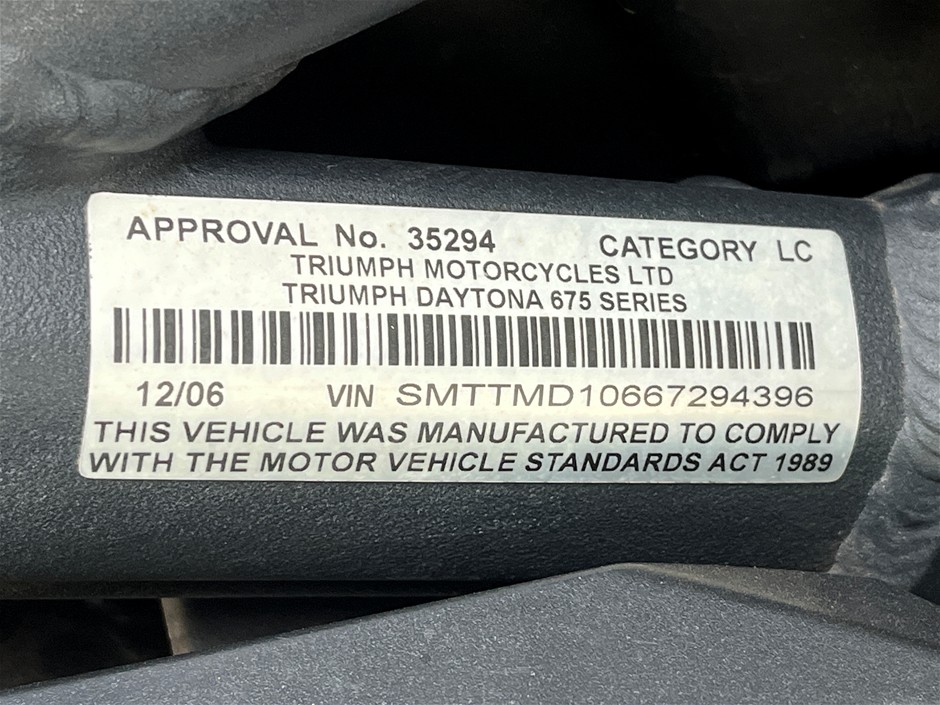 APPROVAL No. 35294 CATEGORY LC
TRIUMPH MOTORCYCLES LTD
TRIUMPH DAYTONA 675 SERIES
12/06 VIN SMTTMD10667294396
THIS VEHICLE WAS MANUFACTURED TO COMPLY
WITH THE MOTOR VEHICLE STANDARDS ACT 1989